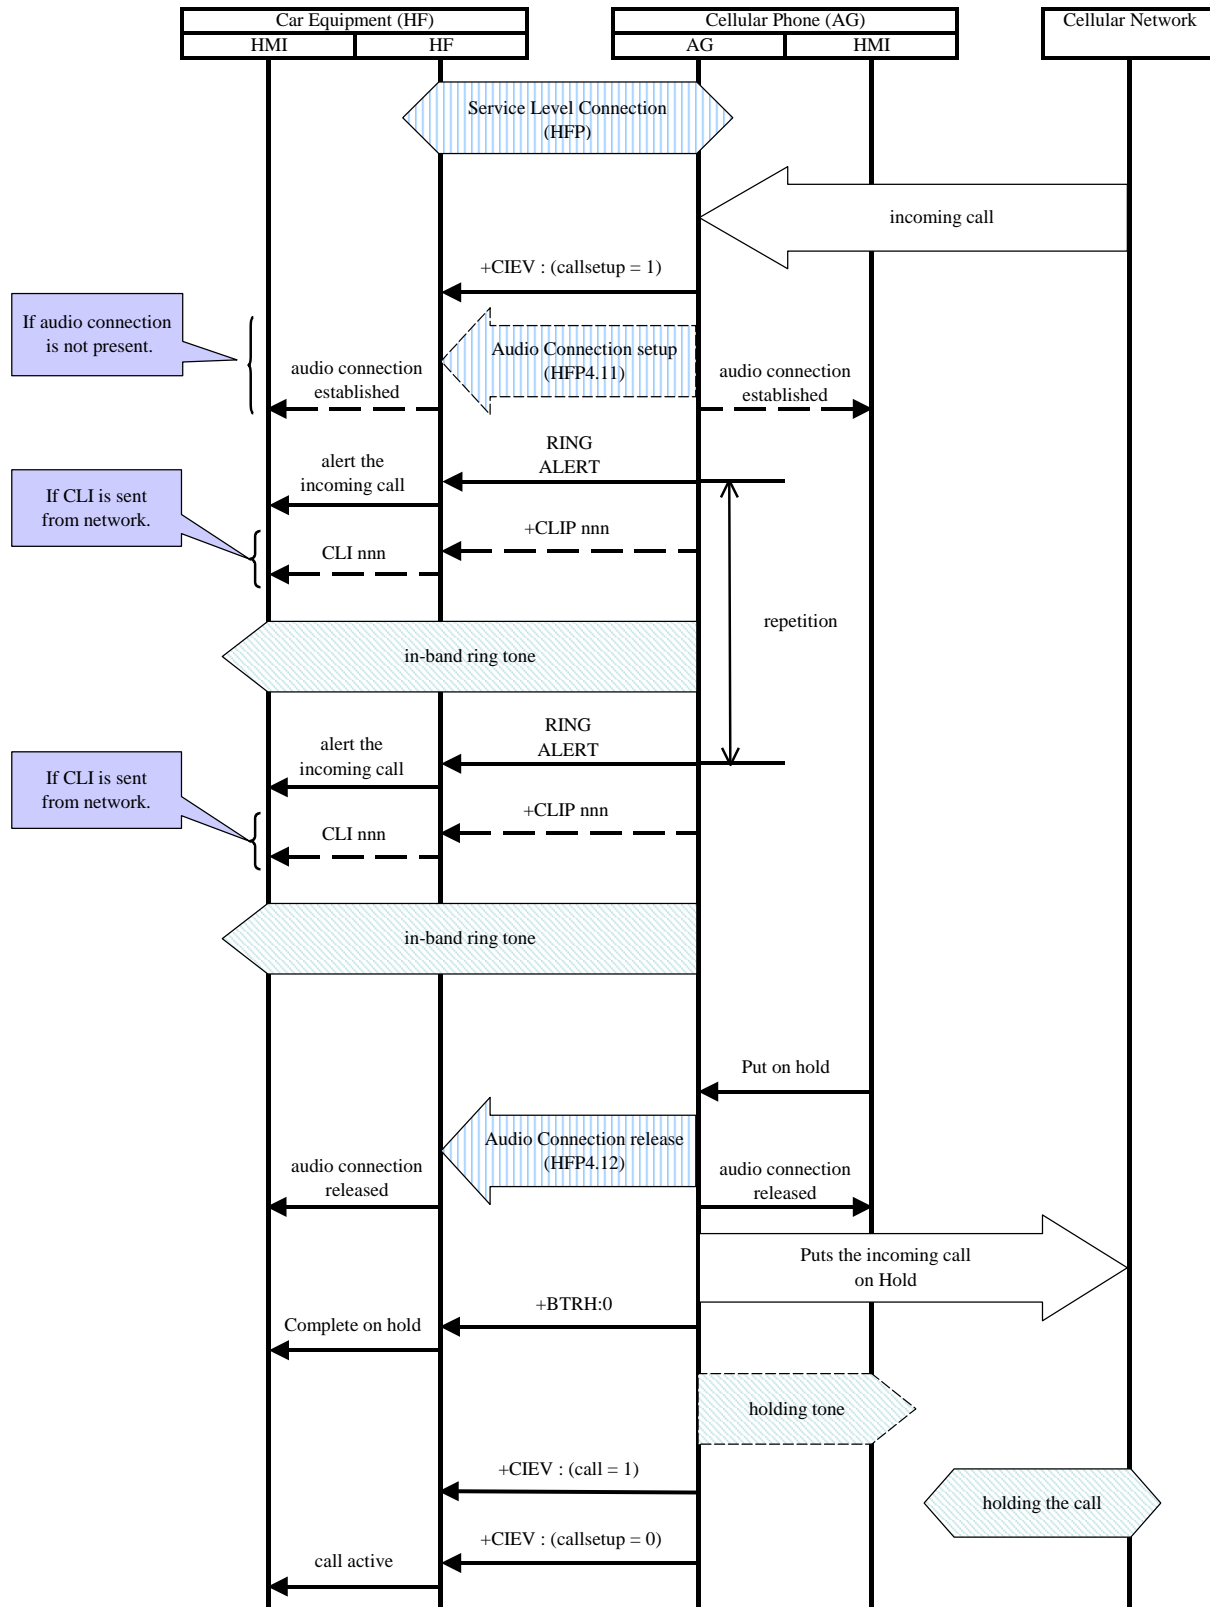 Car Equipment (HF)
Cellular Phone (AG)
Cellular Network
HMI
HF
AG
HMI
Service Level Connection
(HFP)
incoming call
+CIEV : (callsetup = 1)
If audio connection
is not present.
Audio Connection setup
(HFP4.11)
audio connection
established
audio connection
established
RING
ALERT
alert the
incoming call
If CLI is sent
from network.
+CLIP nnn
CLI nnn
repetition
in-band ring tone
RING
ALERT
alert the
incoming call
If CLI is sent
from network.
+CLIP nnn
CLI nnn
in-band ring tone
Put on hold
Audio Connection release
(HFP4.12)
audio connection
released
audio connection
released
Puts the incoming call
on Hold
+BTRH:0
Complete on hold
holding tone
+CIEV : (call = 1)
holding the call
+CIEV : (callsetup = 0)
call active